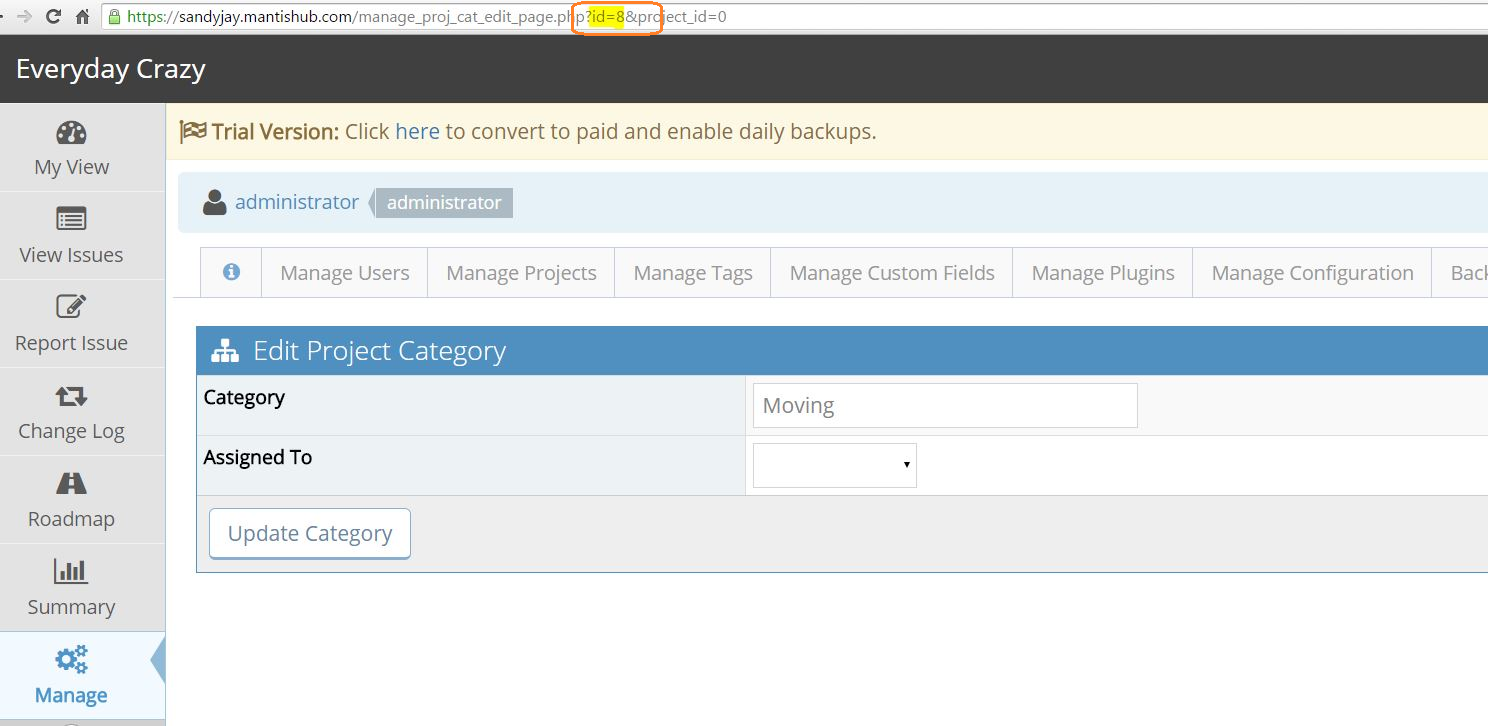 https://sandyjay.mantishub.com/manage_proj_cat_edit_page.php?id=8&project_id=0
Everyday Crazy
Trial Version: Click here to convert to paid and enable daily backups.
administrator administrator
Manage Users Manage Projects Manage Tags Manage Custom Fields Manage Plugins Manage Configuration Back
My View
View Issues
Report Issue
Change Log
Roadmap
Summary
Manage
Edit Project Category
Category Moving
Assigned To
Update Category